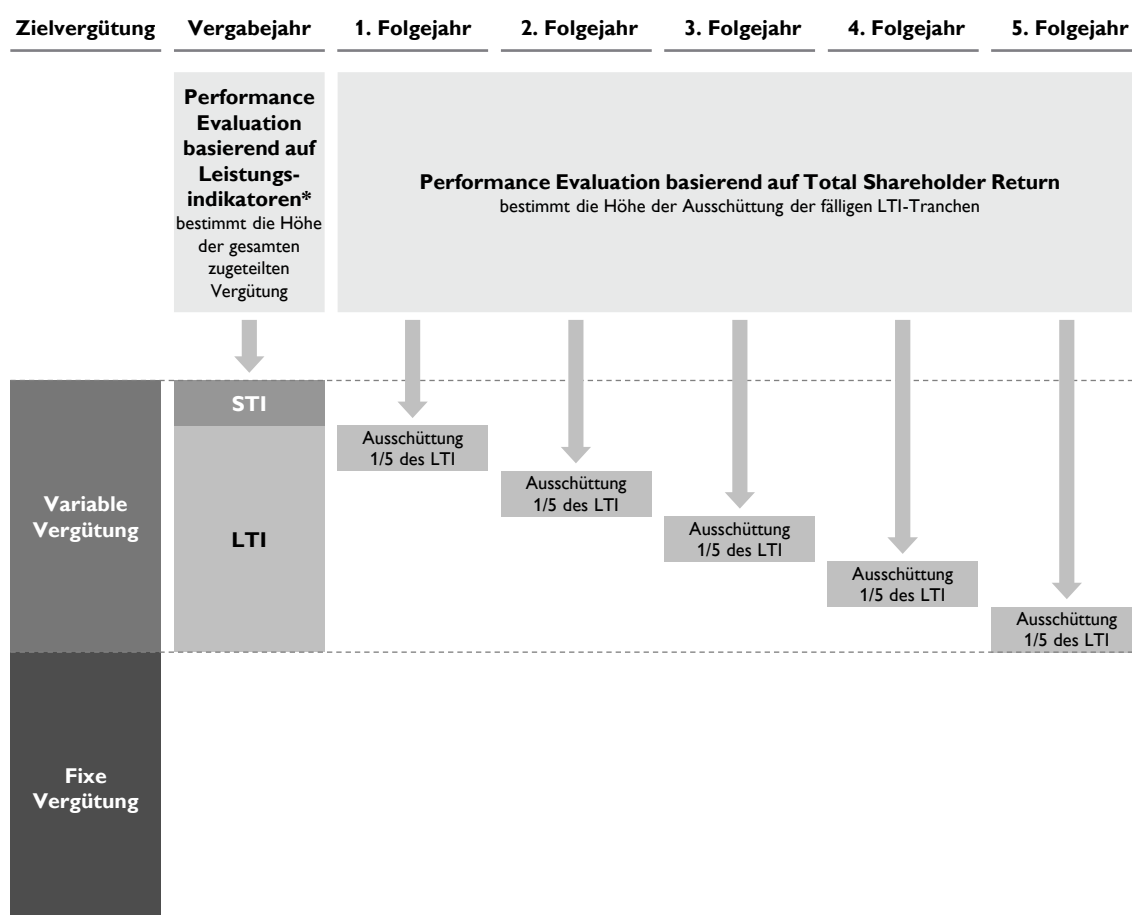 Zielvergütung
Vergabejahr
1. Folgejahr
2. Folgejahr
3. Folgejahr
4. Folgejahr
5. Folgejahr
Performance
Evaluation
basierend auf
Leistungs-
indikatoren*
bestimmt die Höhe
der gesamten
zugeteilten
Vergütung
Performance Evaluation basierend auf Total Shareholder Return
bestimmt die Höhe der Ausschüttung der fälligen LTI-Tranchen
Variable
Vergütung
STI
LTI
Ausschüttung
1/5 des LTI
Ausschüttung
1/5 des LTI
Ausschüttung
1/5 des LTI
Ausschüttung
1/5 des LTI
Ausschüttung
1/5 des LTI
Fixe
Vergütung